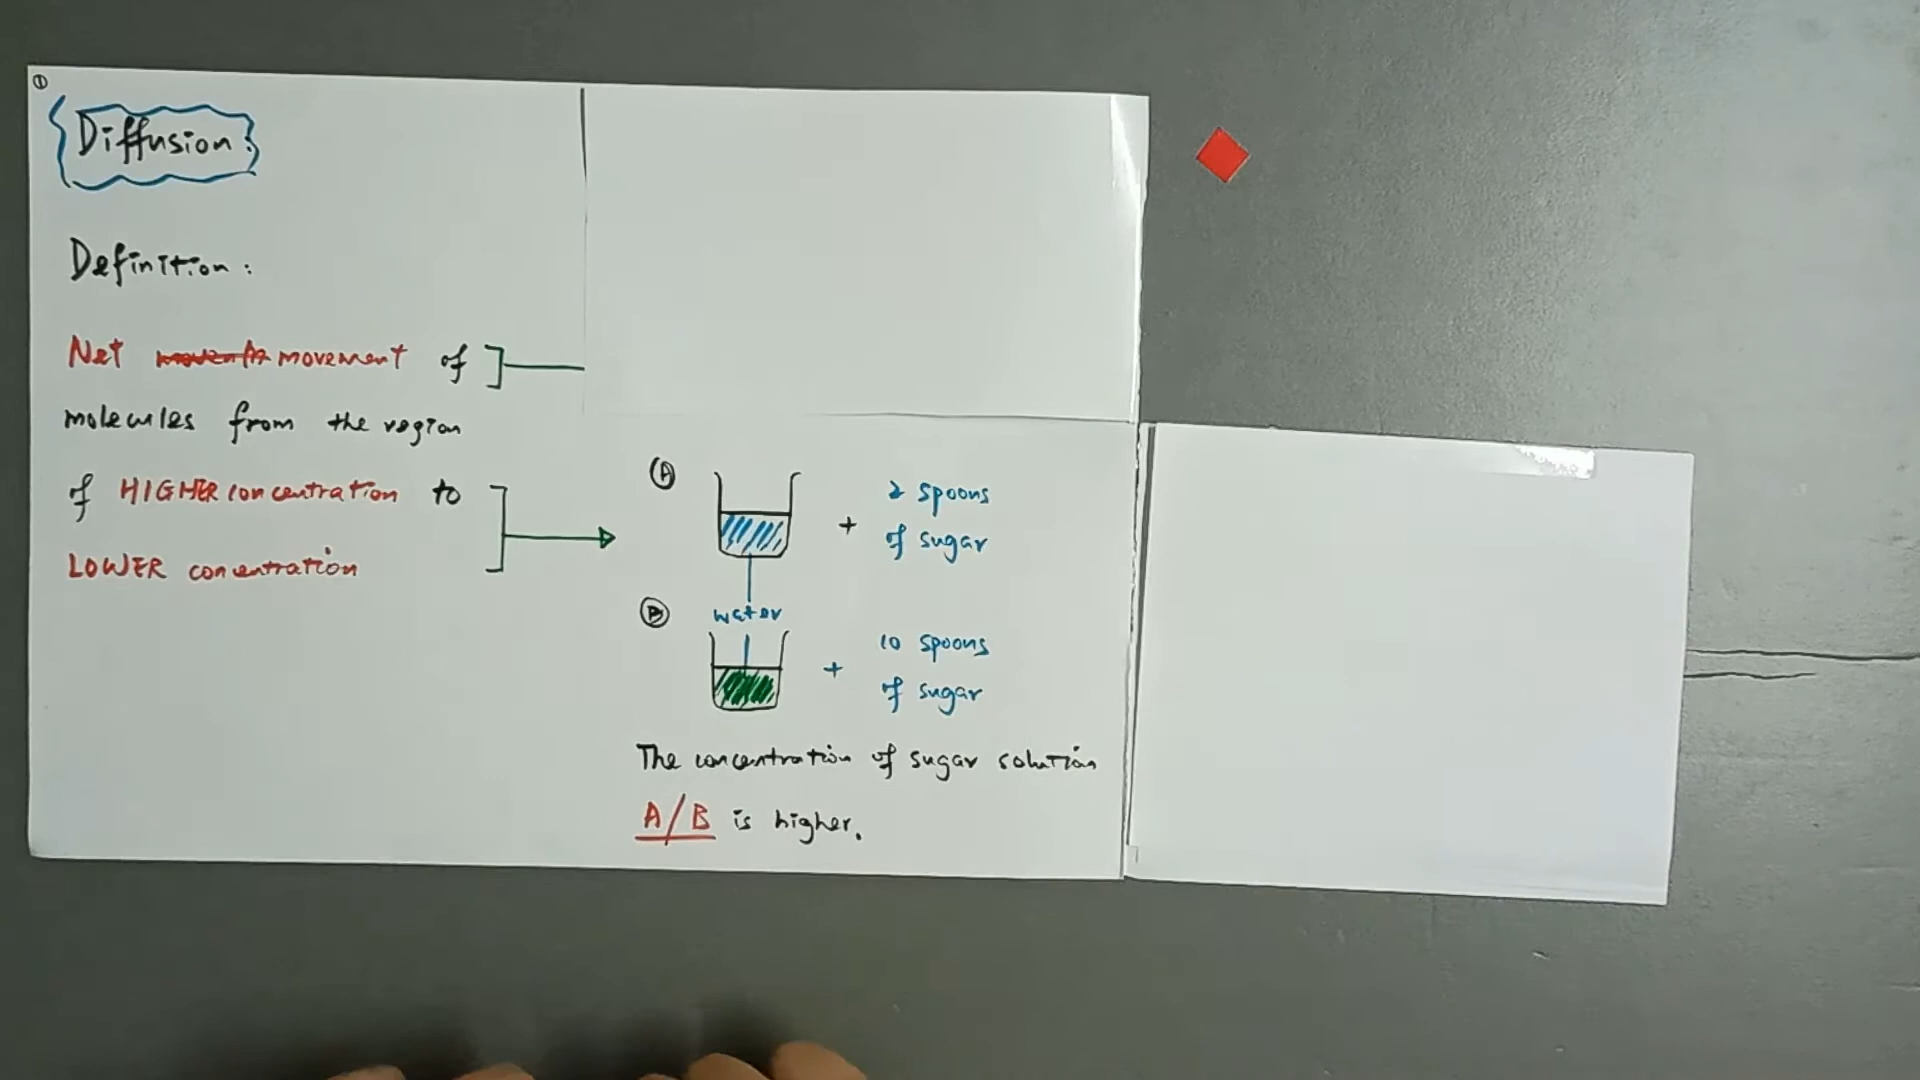 ①
Diffusion:
Definition:
Net movement of
molecules from the region
of HIGHER concentration to
LOWER concentration
Ⓐ
2 spoons
+ of sugar
water
Ⓑ
10 spoons
+ of sugar
The concentration of sugar solution
A/B is higher.